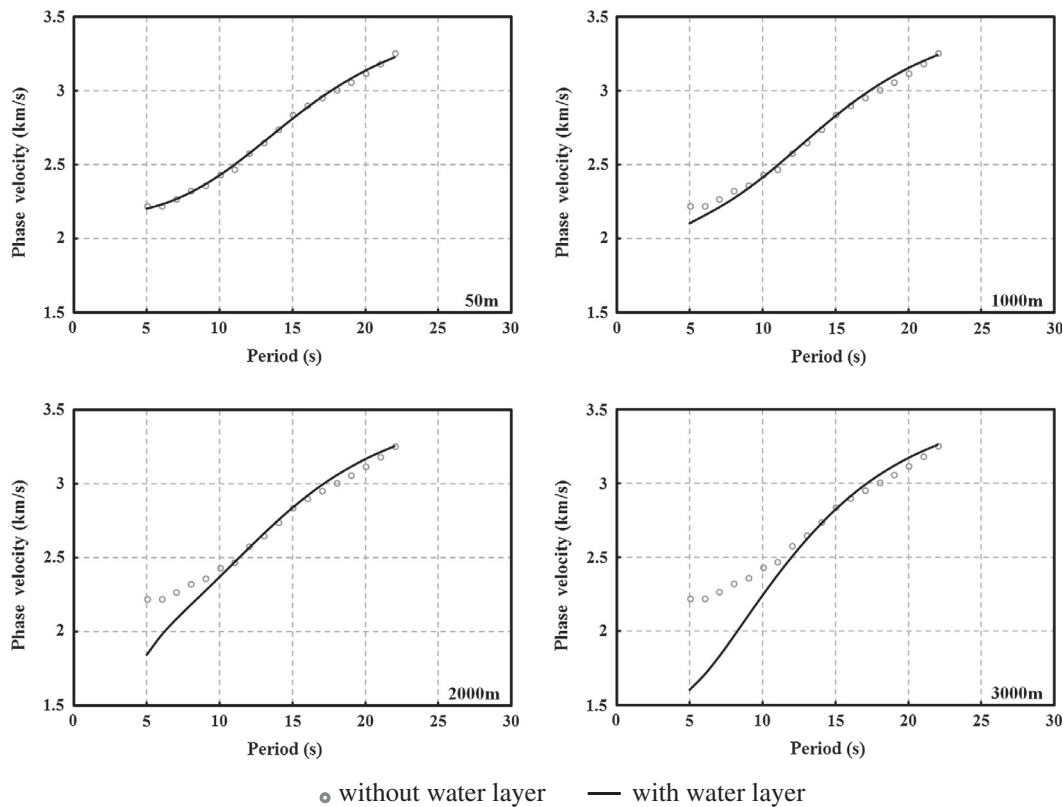 3.5
3
2.5
2
1.5
Phase velocity (km/s)
50m
0 5 10 15 20 25 30
Period (s)
3.5
3
2.5
2
1.5
Phase velocity (km/s)
1000m
0 5 10 15 20 25 30
Period (s)
3.5
3
2.5
2
1.5
Phase velocity (km/s)
2000m
0 5 10 15 20 25 30
Period (s)
3.5
3
2.5
2
1.5
Phase velocity (km/s)
3000m
0 5 10 15 20 25 30
Period (s)
without water layer
with water layer